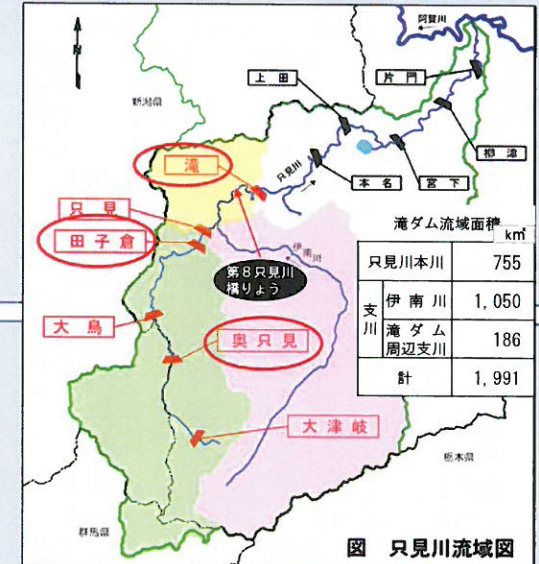 N
阿賀川
新潟県
上田
片門
柳津
滝
只見川
本名
宮下
只見
田子倉
伊南川
第8只見川
橋りょう
大鳥
奥只見
大津岐
滝ダム流域面積
km²
只見川本川 755
支川
伊南川 1,050
滝ダム
周辺支川 186
計 1,991
栃木県
群馬県
図 只見川流域図